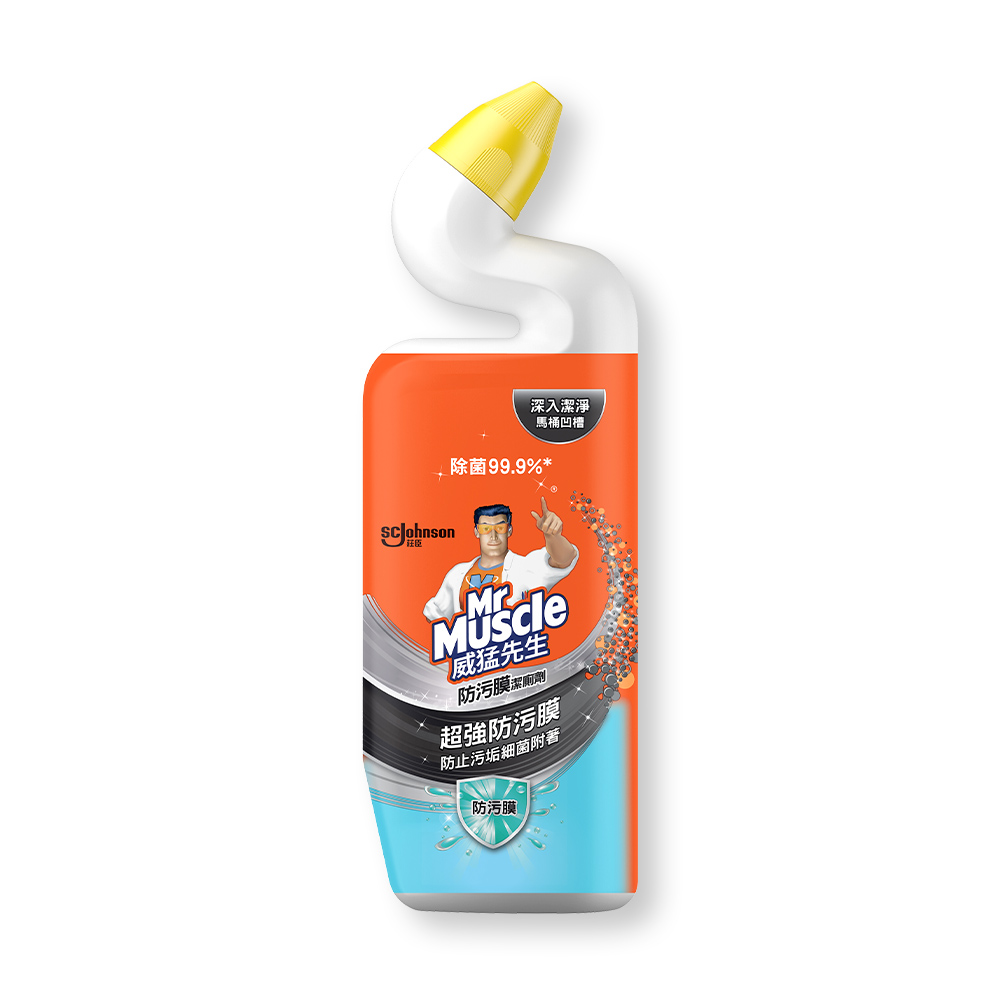 深入潔淨
馬桶凹槽
除菌99.9%*
®
SCJohnson
莊臣
Mr
Muscle
威猛先生
防污膜潔廁劑
超強防污膜
防止污垢細菌附著
防污膜